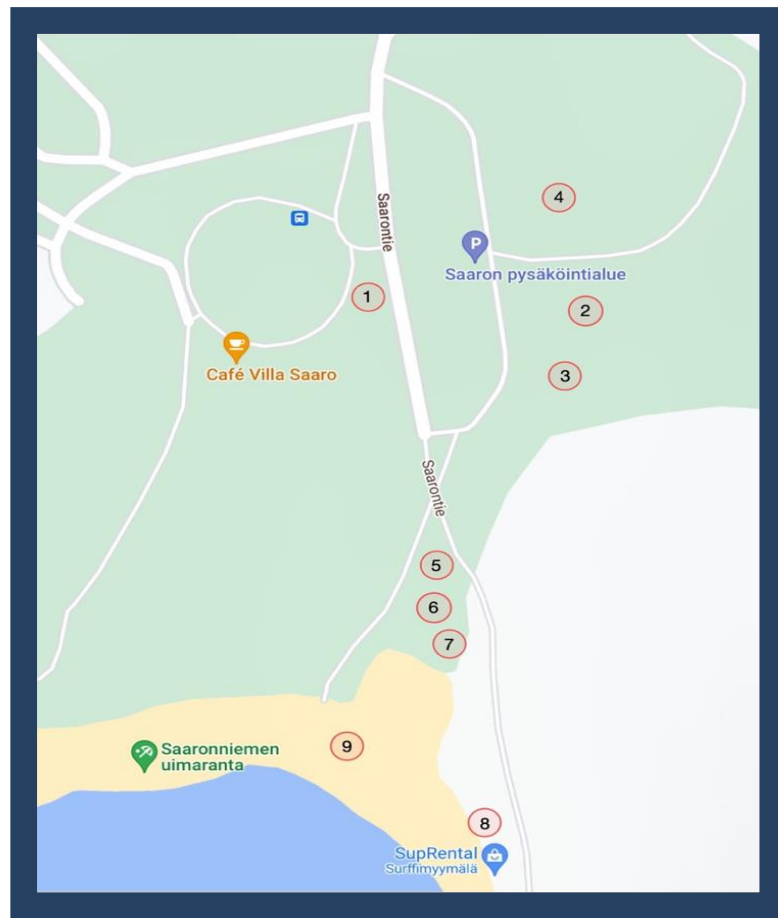 4
Saarontie
P
Saaron pysäköintialue
1
2
Café Villa Saaro
3
Saarontie
5
6
7
Saaronniemen
uimaranta
9
8
SupRental
Surffimyymälä